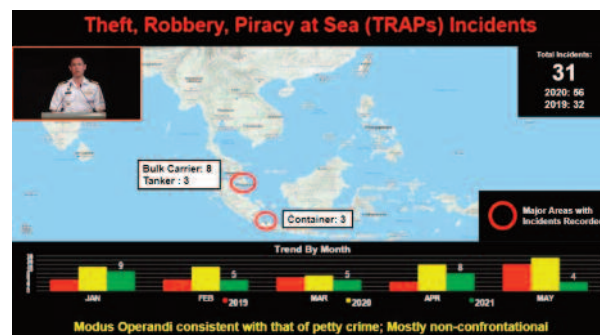 Theft, Robbery, Piracy at Sea (TRAPs) Incidents
Total Incidents:
31
2020: 56
2019: 32
Bulk Carrier: 8
Tanker : 3
Container: 3
Major Areas with
Incidents Recorded
Trend By Month
9
5
5
8
4
JAN
FEB
MAR
APR
MAY
2019
2020
2021
Modus Operandi consistent with that of petty crime; Mostly non-confrontational